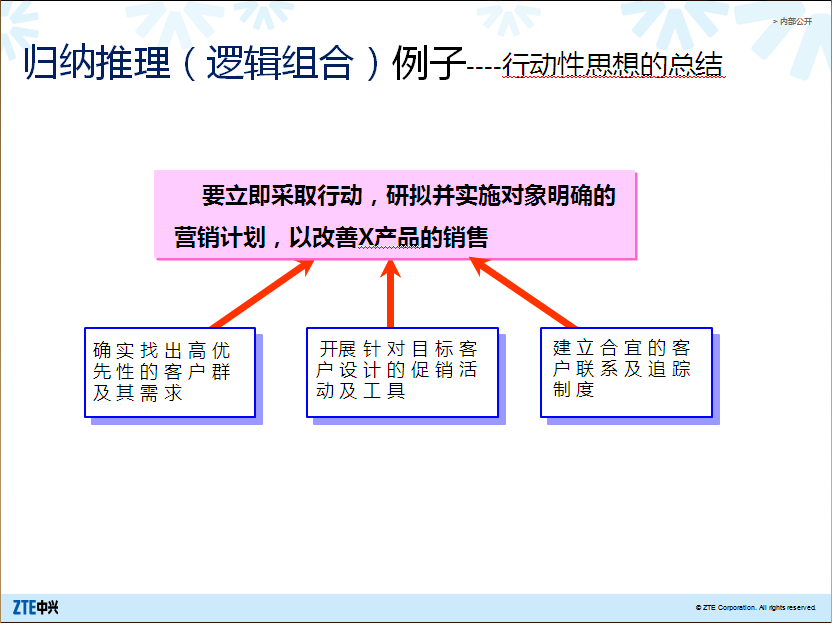 > 内部公开
归纳推理（逻辑组合）例子----行动性思想的总结
要立即采取行动，研拟并实施对象明确的
营销计划，以改善X产品的销售
确实找出高优
先性的客户群
及其需求
开展针对目标客
户设计的促销活
动及工具
建立合宜的客
户联系及追踪
制度
ZTE中兴
© ZTE Corporation. All rights reserved.